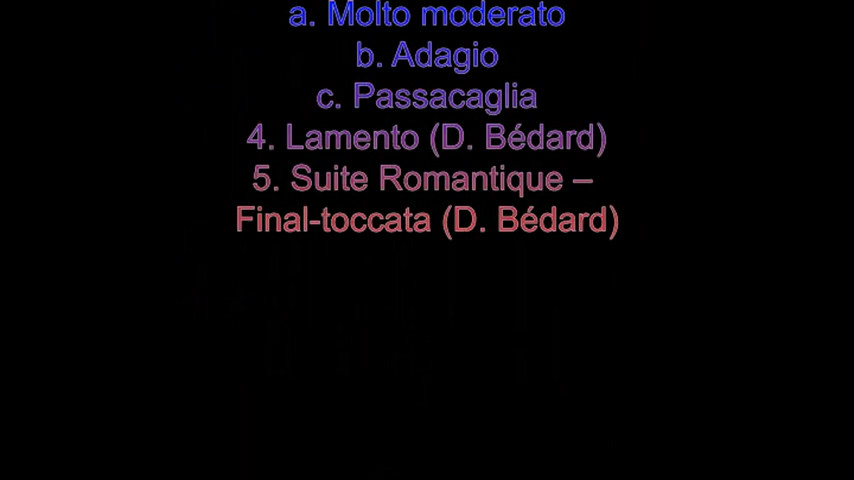 a. Molto moderato
b. Adagio
c. Passacaglia
4. Lamento (D. Bédard)
5. Suite Romantique –
Final-toccata (D. Bédard)